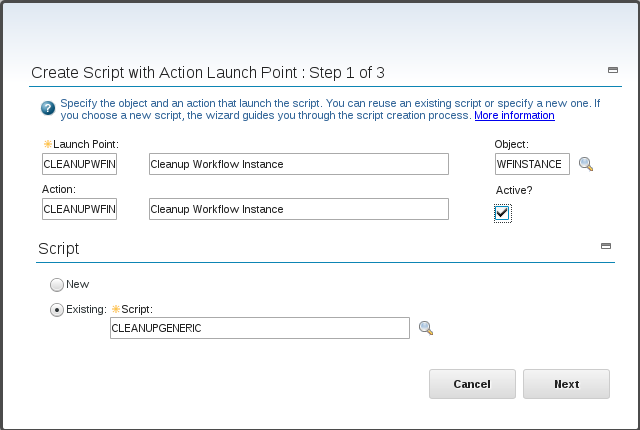 Create Script with Action Launch Point : Step 1 of 3
Specify the object and an action that launch the script. You can reuse an existing script or specify a new one. If
you choose a new script, the wizard guides you through the script creation process. More information
✳Launch Point: Object:
CLEANUPWFIN Cleanup Workflow Instance WFINSTANCE
Action: Active?
CLEANUPWFIN Cleanup Workflow Instance
Script
New
Existing: ✳Script:
CLEANUPGENERIC
Cancel Next